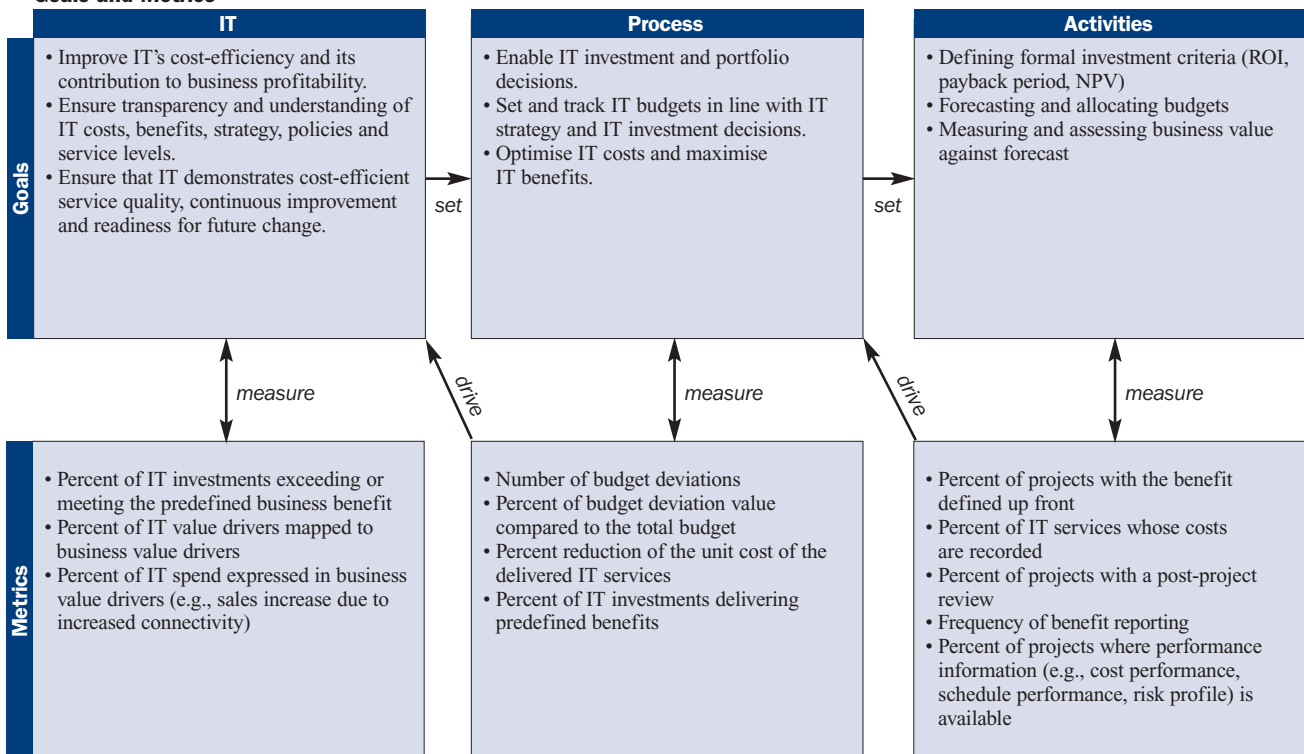 Goals and Metrics
IT
Process
Activities
Goals
• Improve IT's cost-efficiency and its
contribution to business profitability.
• Ensure transparency and understanding of
IT costs, benefits, strategy, policies and
service levels.
• Ensure that IT demonstrates cost-efficient
service quality, continuous improvement
and readiness for future change.
set
• Enable IT investment and portfolio
decisions.
• Set and track IT budgets in line with IT
strategy and IT investment decisions.
• Optimise IT costs and maximise
IT benefits.
set
• Defining formal investment criteria (ROI,
payback period, NPV)
• Forecasting and allocating budgets
• Measuring and assessing business value
against forecast
measure
drive
measure
drive
measure
Metrics
• Percent of IT investments exceeding or
meeting the predefined business benefit
• Percent of IT value drivers mapped to
business value drivers
• Percent of IT spend expressed in business
value drivers (e.g., sales increase due to
increased connectivity)
• Number of budget deviations
• Percent of budget deviation value
compared to the total budget
• Percent reduction of the unit cost of the
delivered IT services
• Percent of IT investments delivering
predefined benefits
• Percent of projects with the benefit
defined up front
• Percent of IT services whose costs
are recorded
• Percent of projects with a post-project
review
• Frequency of benefit reporting
• Percent of projects where performance
information (e.g., cost performance,
schedule performance, risk profile) is
available